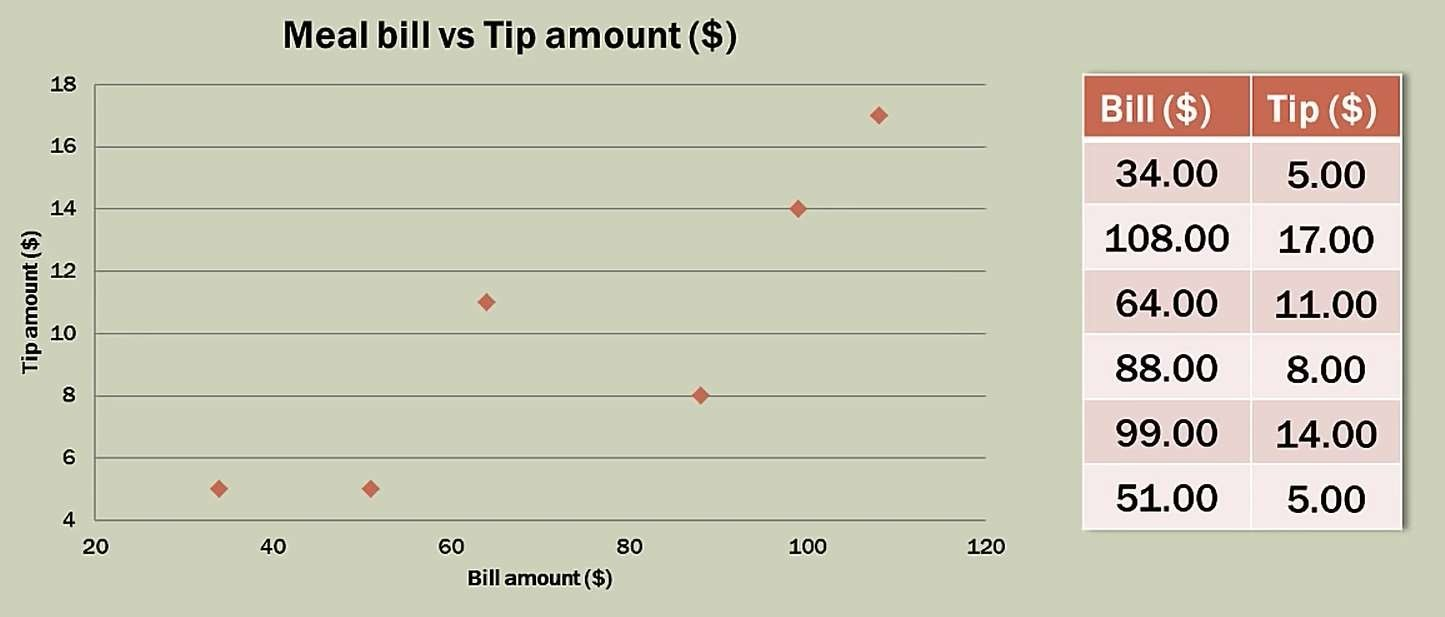 Meal bill vs Tip amount ($)
18
16
14
12
10
8
6
4
Tip amount ($)
20 40 60 80 100 120
Bill amount ($)
Bill ($) Tip ($)
34.00 5.00
108.00 17.00
64.00 11.00
88.00 8.00
99.00 14.00
51.00 5.00